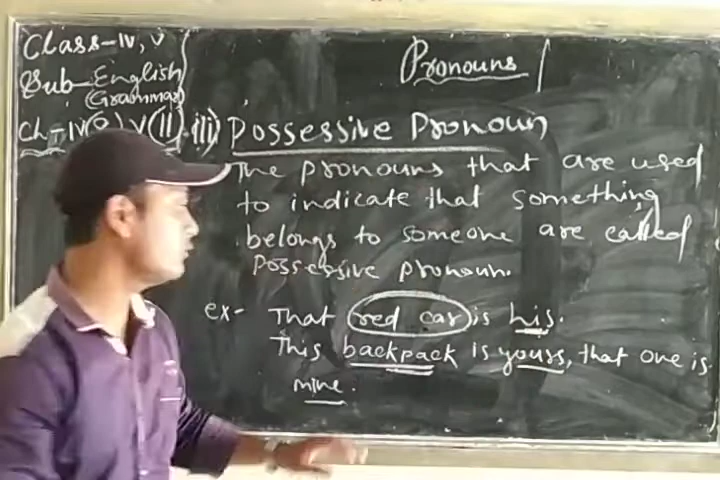 Class-IV, V
Sub-English
(Grammar)
Pronouns
Ch-IV(8) V(11)
iii) Possessive Pronoun
The pronouns that are used
to indicate that something
belongs to someone are called
Possessive pronoun.
ex- That red car is his.
This backpack is yours, that one is
mine.